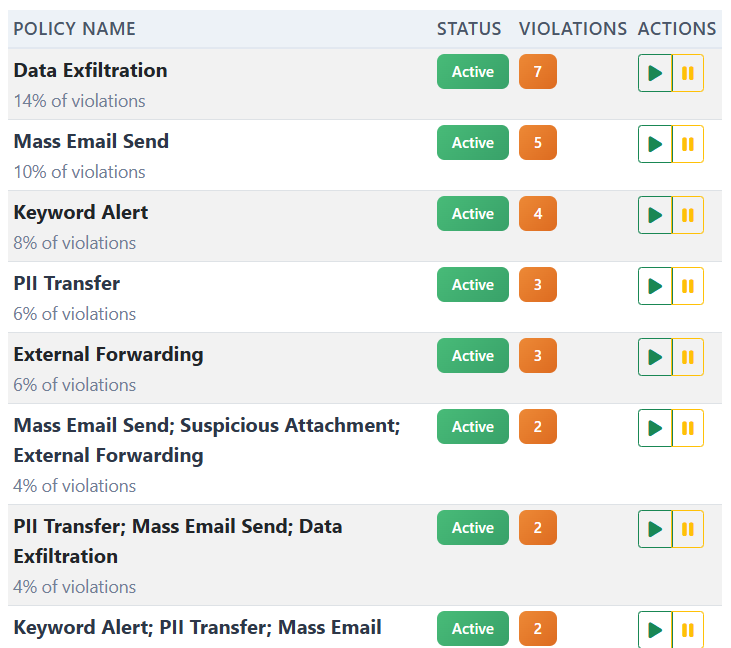 POLICY NAME STATUS VIOLATIONS ACTIONS
Data Exfiltration Active 7
14% of violations
Mass Email Send Active 5
10% of violations
Keyword Alert Active 4
8% of violations
PII Transfer Active 3
6% of violations
External Forwarding Active 3
6% of violations
Mass Email Send; Suspicious Attachment; Active 2
External Forwarding
4% of violations
PII Transfer; Mass Email Send; Data Active 2
Exfiltration
4% of violations
Keyword Alert; PII Transfer; Mass Email Active 2